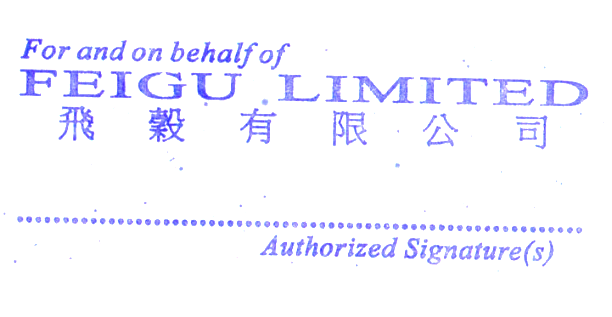 For and on behalf of
FEIGU LIMITED
飛穀有限公司
Authorized Signature(s)